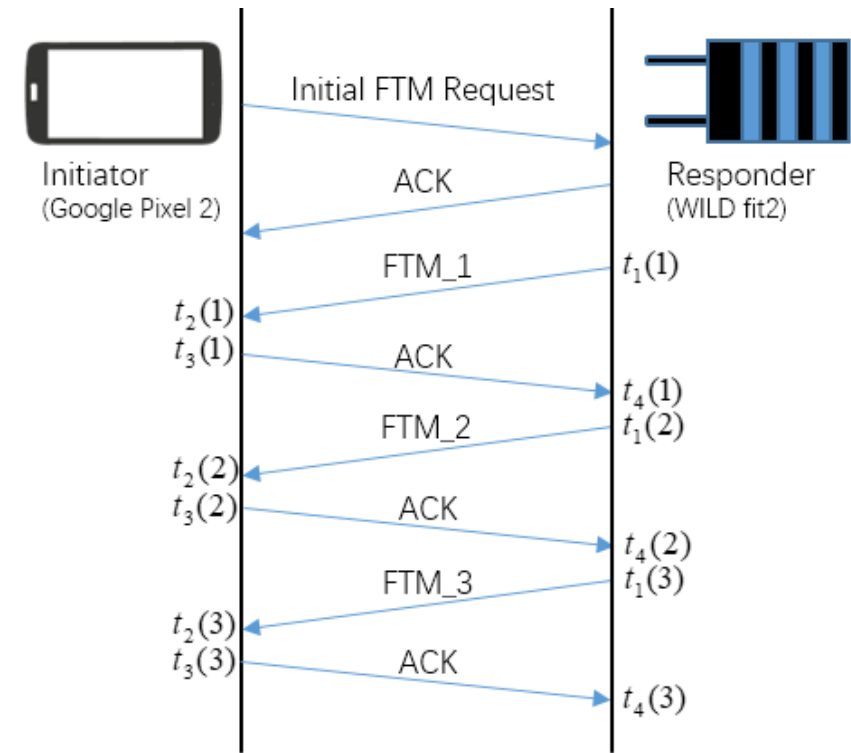 Initial FTM Request
Initiator
(Google Pixel 2)
Responder
(WILD fit2)
ACK
FTM_1
t₁(1)
t₂(1)
t₃(1)
ACK
t₄(1)
FTM_2
t₁(2)
t₂(2)
t₃(2)
ACK
t₄(2)
FTM_3
t₁(3)
t₂(3)
t₃(3)
ACK
t₄(3)